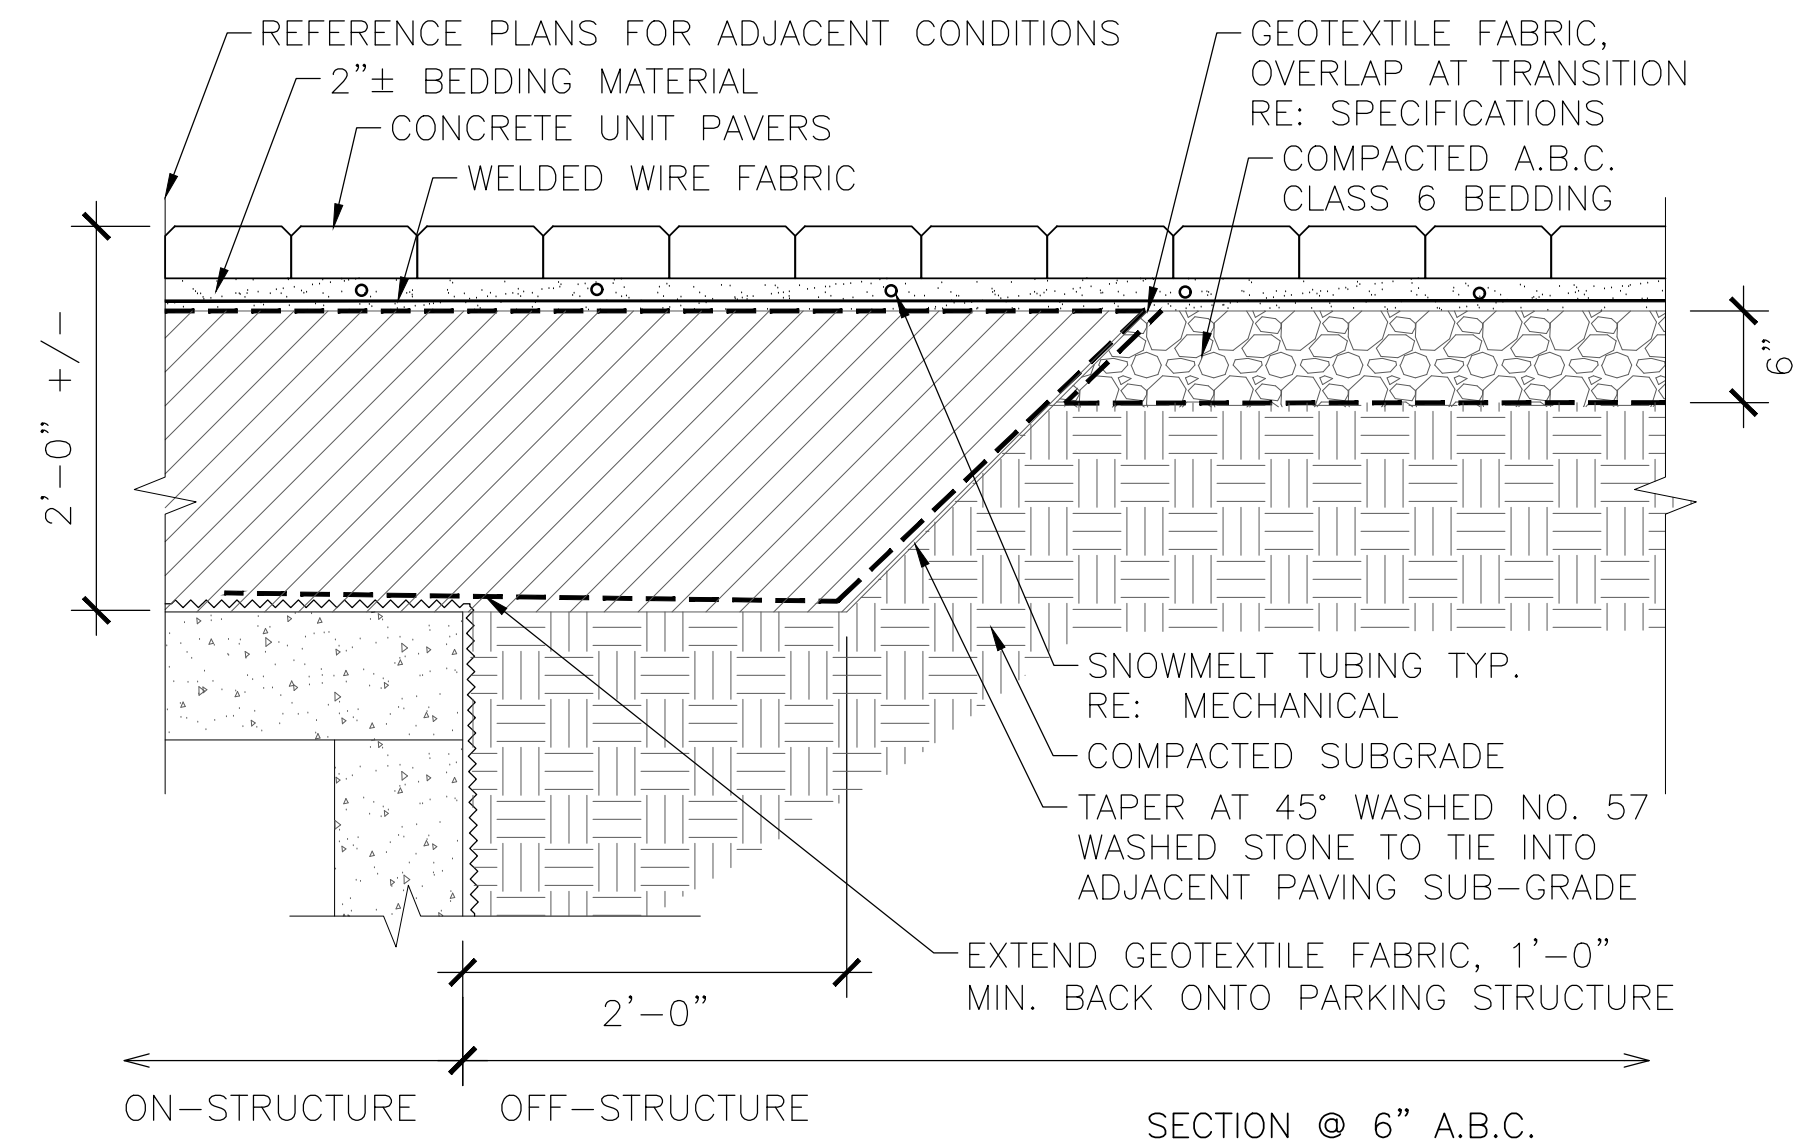 REFERENCE PLANS FOR ADJACENT CONDITIONS
2"± BEDDING MATERIAL
CONCRETE UNIT PAVERS
WELDED WIRE FABRIC
GEOTEXTILE FABRIC,
OVERLAP AT TRANSITION
RE: SPECIFICATIONS
COMPACTED A.B.C.
CLASS 6 BEDDING
2'-0" +/-
6"
SNOWMELT TUBING TYP.
RE: MECHANICAL
COMPACTED SUBGRADE
TAPER AT 45° WASHED NO. 57
WASHED STONE TO TIE INTO
ADJACENT PAVING SUB-GRADE
EXTEND GEOTEXTILE FABRIC, 1'-0"
MIN. BACK ONTO PARKING STRUCTURE
2'-0"
ON-STRUCTURE
OFF-STRUCTURE
SECTION @ 6" A.B.C.